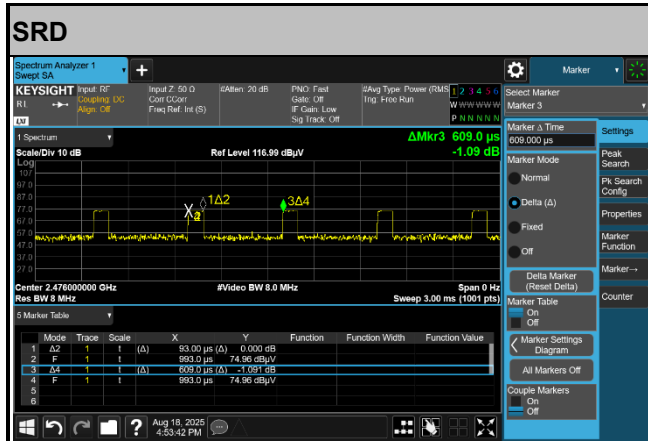 SRD
Spectrum Analyzer 1
Swept SA
Marker
KEYSIGHT
RL
Input: RF
Coupling: DC
Align: Off
Input Z: 50 Ω
Corr CCorr
Freq Ref: Int (S)
#Atten: 20 dB
PNO: Fast
Gate: Off
IF Gain: Low
Sig Track: Off
#Avg Type: Power (RMS
Trig: Free Run
1 2 3 4 5 6
W W W W W W
P N N N N N
LXI
Select Marker
Marker 3
1 Spectrum
ΔMkr3 609.0 µs
-1.09 dB
Scale/Div 10 dB
Ref Level 116.99 dBµV
Log
107
97.0
87.0
77.0
67.0
57.0
47.0
37.0
27.0
1Δ2
3Δ4
Center 2.476000000 GHz
Res BW 8 MHz
#Video BW 8.0 MHz
Span 0 Hz
Sweep 3.00 ms (1001 pts)
5 Marker Table
Mode Trace Scale X Y Function Function Width Function Value
1 Δ2 1 t (Δ) 93.00 µs (Δ) 0.000 dB
2 F 1 t 993.0 µs 74.96 dBµV
3 Δ4 1 t (Δ) 609.0 µs (Δ) -1.091 dB
4 F 1 t 993.0 µs 74.96 dBµV
5
6
Marker Δ Time
609.000 µs
Marker Mode
Normal
Delta (Δ)
Fixed
Off
Delta Marker
(Reset Delta)
Marker Table
On
Off
Marker Settings
Diagram
All Markers Off
Couple Markers
On
Off
Settings
Peak
Search
Pk Search
Config
Properties
Marker
Function
Marker→
Counter
Aug 18, 2025
4:53:42 PM